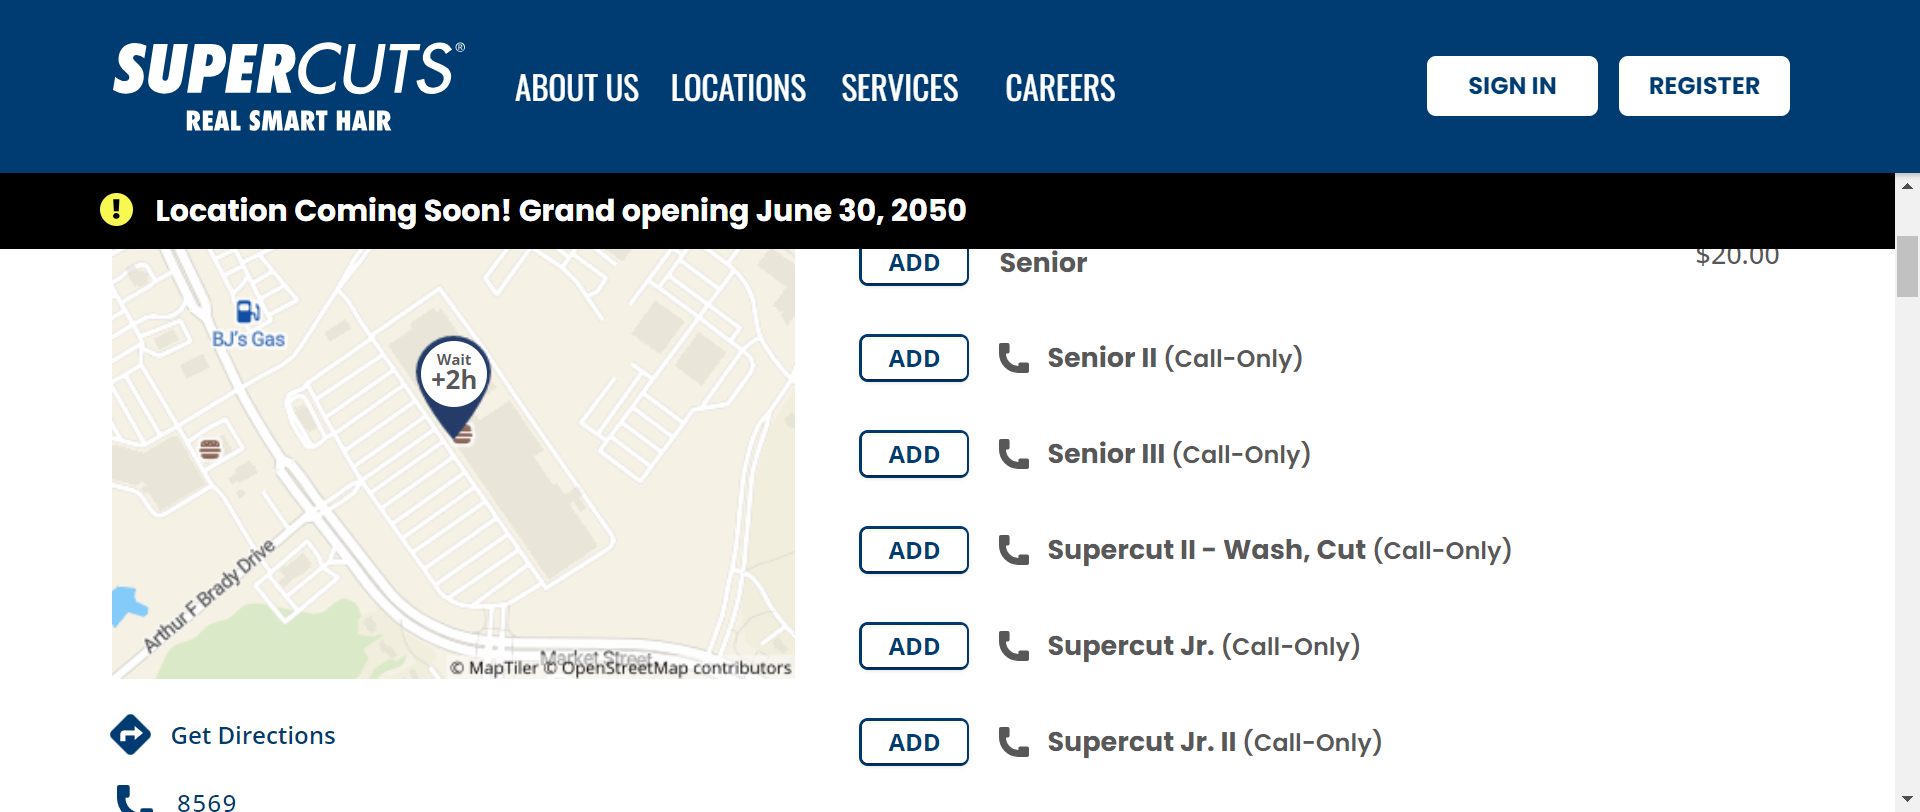 SUPERCUTS®
REAL SMART HAIR
ABOUT US LOCATIONS SERVICES CAREERS
SIGN IN REGISTER
Location Coming Soon! Grand opening June 30, 2050
BJ's Gas
Wait
+2h
Arthur F Brady Drive
Market Street
© MapTiler © OpenStreetMap contributors
Get Directions
8569
ADD Senior $20.00
ADD Senior II (Call-Only)
ADD Senior III (Call-Only)
ADD Supercut II - Wash, Cut (Call-Only)
ADD Supercut Jr. (Call-Only)
ADD Supercut Jr. II (Call-Only)